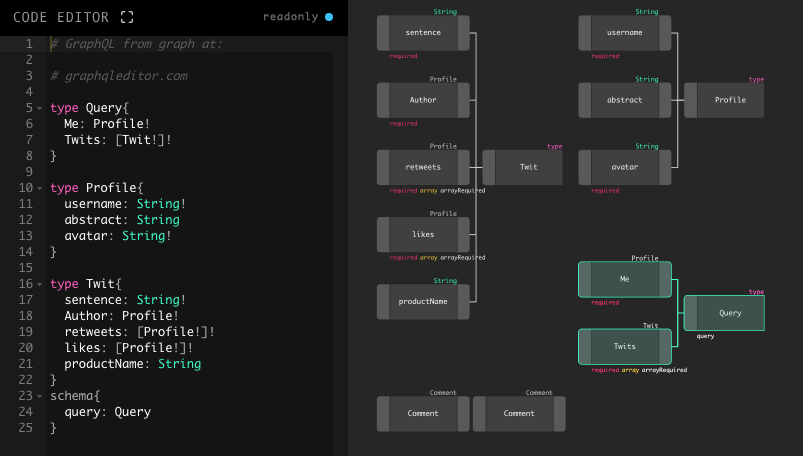 CODE EDITOR
readonly
1 # GraphQL from graph at:
2
3 # graphqleditor.com
4
5 type Query{
6 Me: Profile!
7 Twits: [Twit!]!
8 }
9
10 type Profile{
11 username: String!
12 abstract: String
13 avatar: String!
14 }
15
16 type Twit{
17 sentence: String!
18 Author: Profile!
19 retweets: [Profile!]!
20 likes: [Profile!]!
21 productName: String
22 }
23 schema{
24 query: Query
25 }
String
sentence
required
Profile
Author
required
Profile
retweets
required array arrayRequired
Profile
likes
required array arrayRequired
String
productName
type
Twit
String
username
required
String
abstract
String
avatar
required
type
Profile
Profile
Me
required
Twit
Twits
required array arrayRequired
type
Query
query
Comment
Comment
Comment
Comment